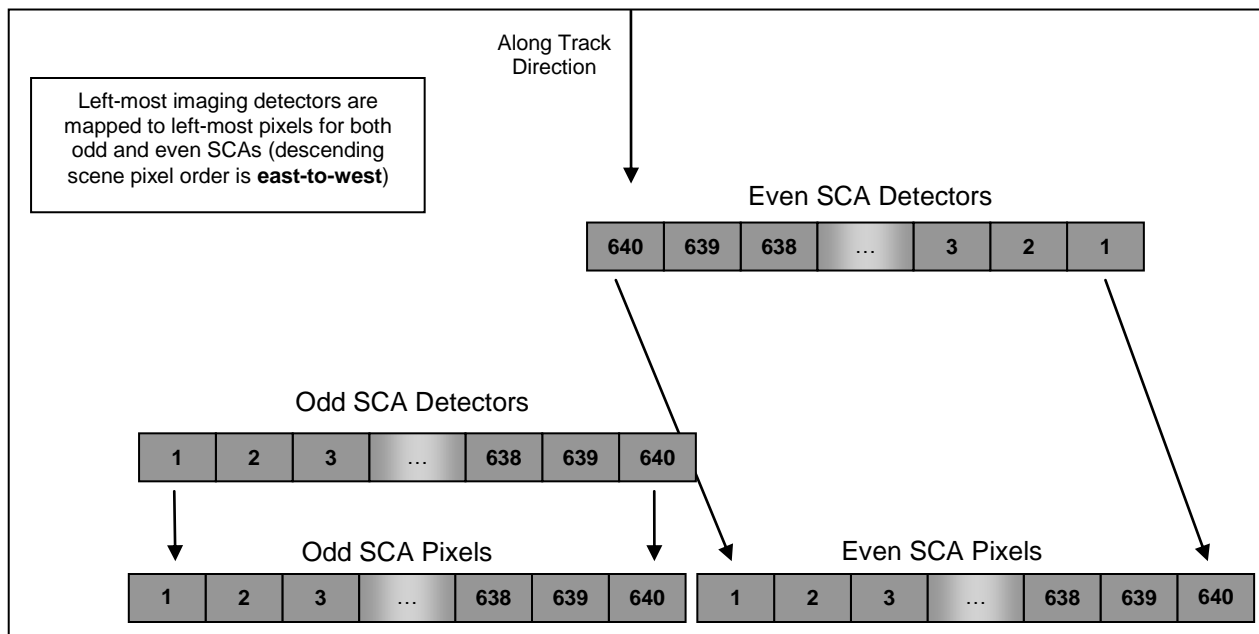 Along Track
Direction
Left-most imaging detectors are
mapped to left-most pixels for both
odd and even SCAs (descending
scene pixel order is east-to-west)
Even SCA Detectors
640 639 638 ... 3 2 1
Odd SCA Detectors
1 2 3 ... 638 639 640
Odd SCA Pixels
1 2 3 ... 638 639 640
Even SCA Pixels
1 2 3 ... 638 639 640